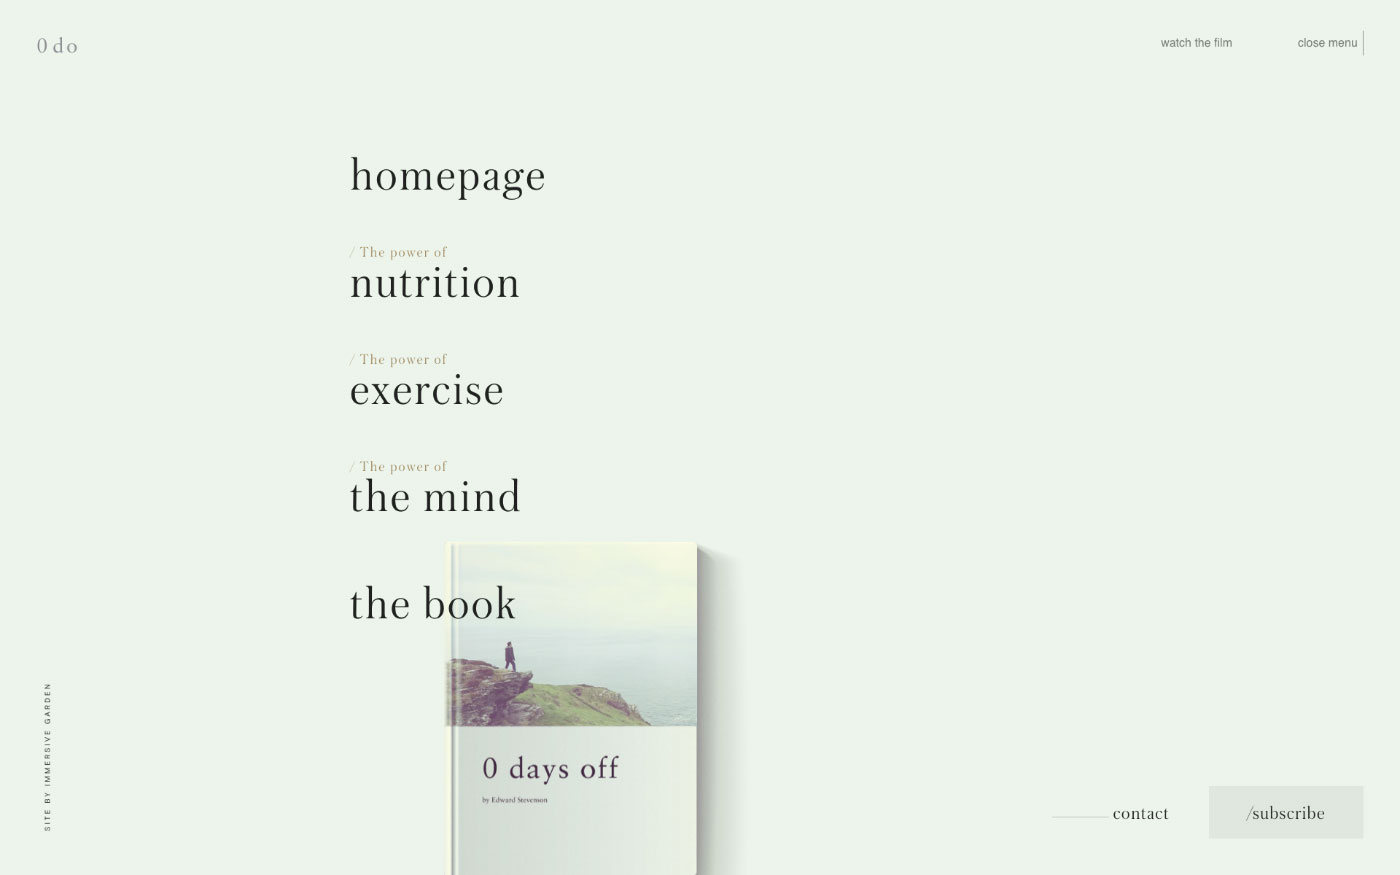 0 do
watch the film
close menu
homepage
/ The power of
nutrition
/ The power of
exercise
/ The power of
the mind
the book
0 days off
by Edward Stevenson
SITE BY IMMERSIVE GARDEN
contact
/subscribe